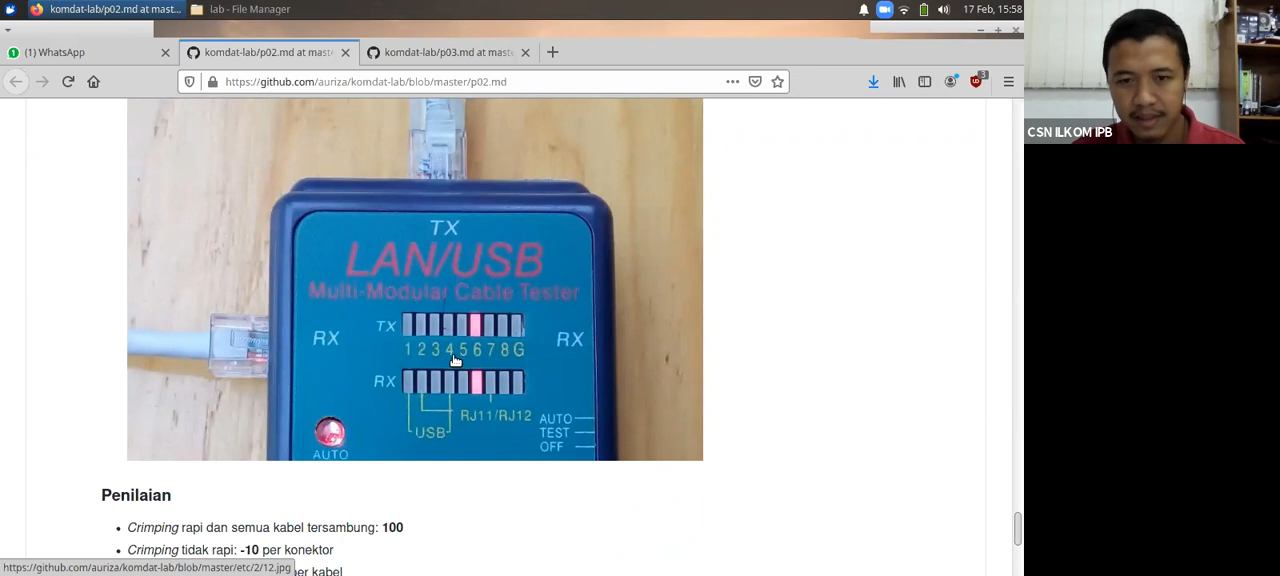 komdat-lab/p02.md at mast...
lab - File Manager
17 Feb, 15:58
(1) WhatsApp
komdat-lab/p02.md at mast
komdat-lab/p03.md at mast
https://github.com/auriza/komdat-lab/blob/master/p02.md
3
CSN ILKOM IPB
TX
LAN/USB
Multi-Modular Cable Tester
TX
RX
RX
1 2 3 4 5 6 7 8 G
RX
RJ11/RJ12
USB
AUTO
TEST
OFF
AUTO
Penilaian
• Crimping rapi dan semua kabel tersambung: 100
• Crimping tidak rapi: -10 per konektor
per kabel
https://github.com/auriza/komdat-lab/blob/master/etc/2/12.jpg